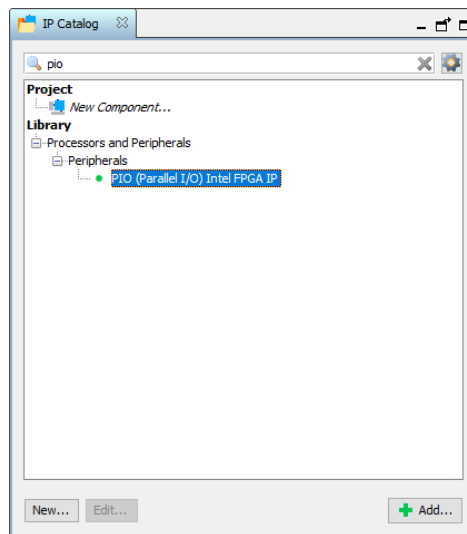 IP Catalog
pio
Project
New Component...
Library
Processors and Peripherals
Peripherals
PIO (Parallel I/O) Intel FPGA IP
New... Edit... Add...